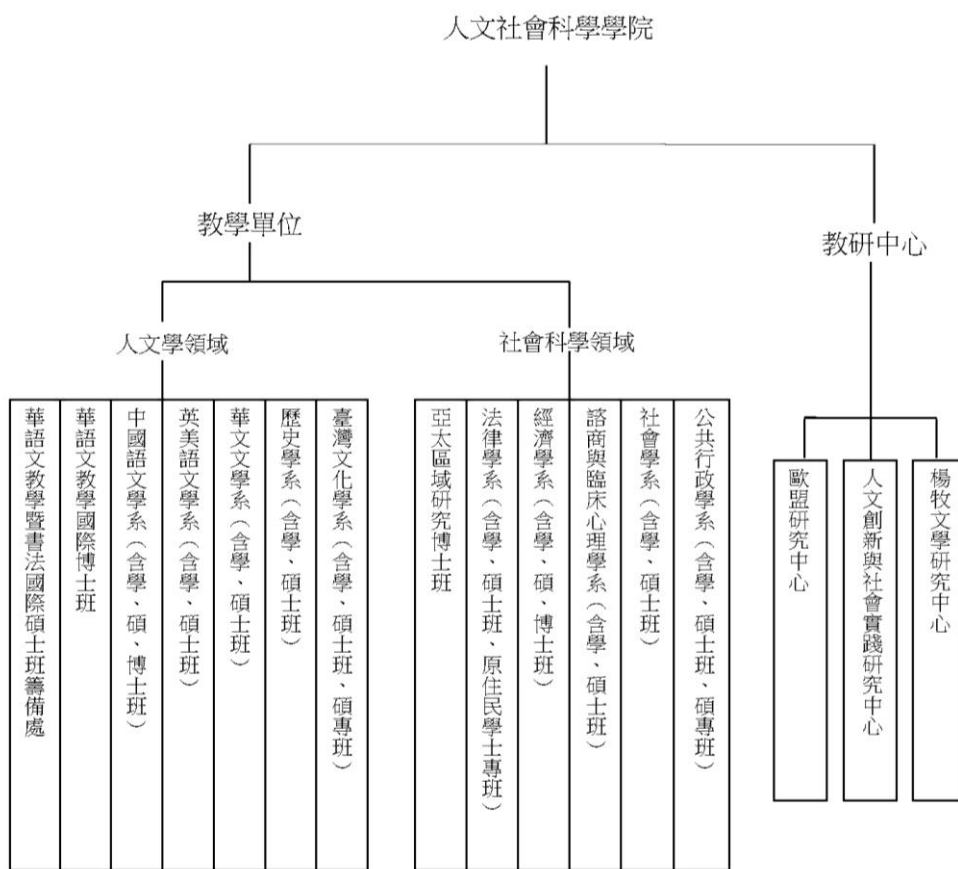 人文社會科學學院
教學單位
教研中心
人文學領域
社會科學領域
華語文教學暨書法國際碩士班籌備處
華語文教學國際博士班
中國語文學系（含學、碩、博士班）
英美語文學系（含學、碩士班）
華文文學系（含學、碩士班）
歷史學系（含學、碩士班）
臺灣文化學系（含學、碩士班、碩專班）
亞太區域研究博士班
法律學系（含學、碩士班、原住民學士專班）
經濟學系（含學、碩、博士班）
諮商與臨床心理學系（含學、碩士班）
社會學系（含學、碩士班）
公共行政學系（含學、碩士班、碩專班）
歐盟研究中心
人文創新與社會實踐研究中心
楊牧文學研究中心